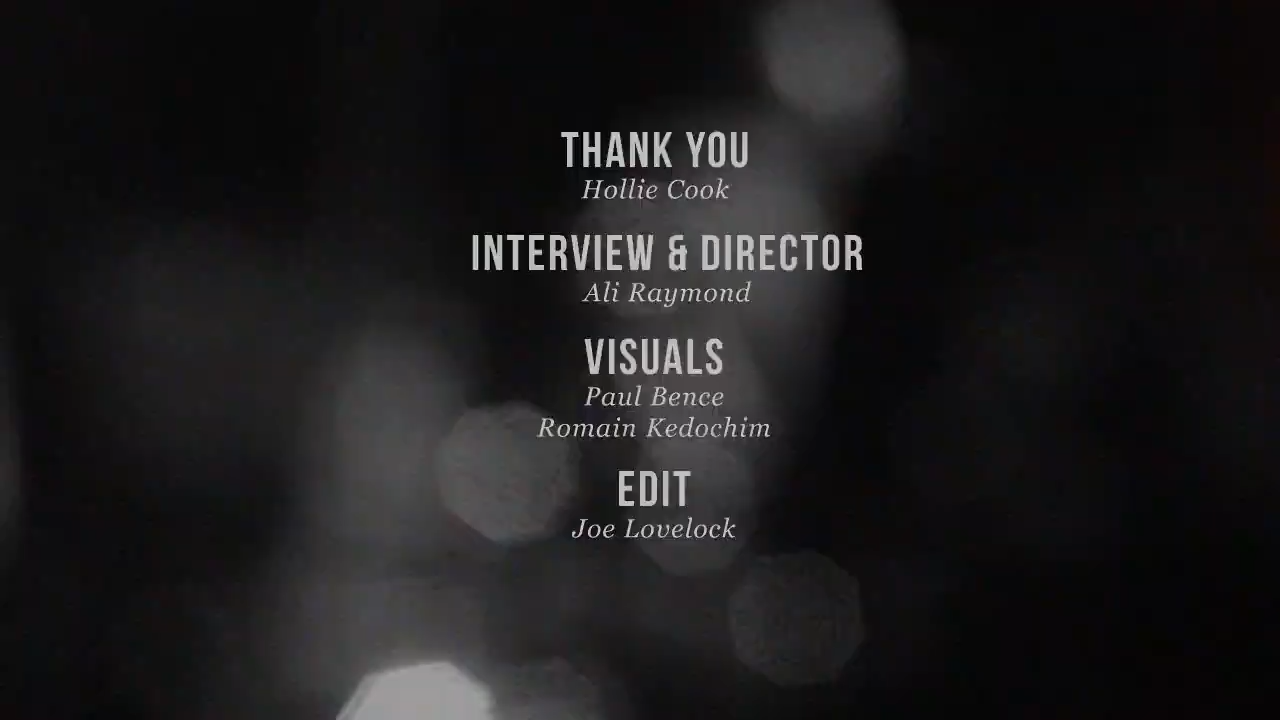 THANK YOU
Hollie Cook
INTERVIEW & DIRECTOR
Ali Raymond
VISUALS
Paul Bence
Romain Kedochim
EDIT
Joe Lovelock